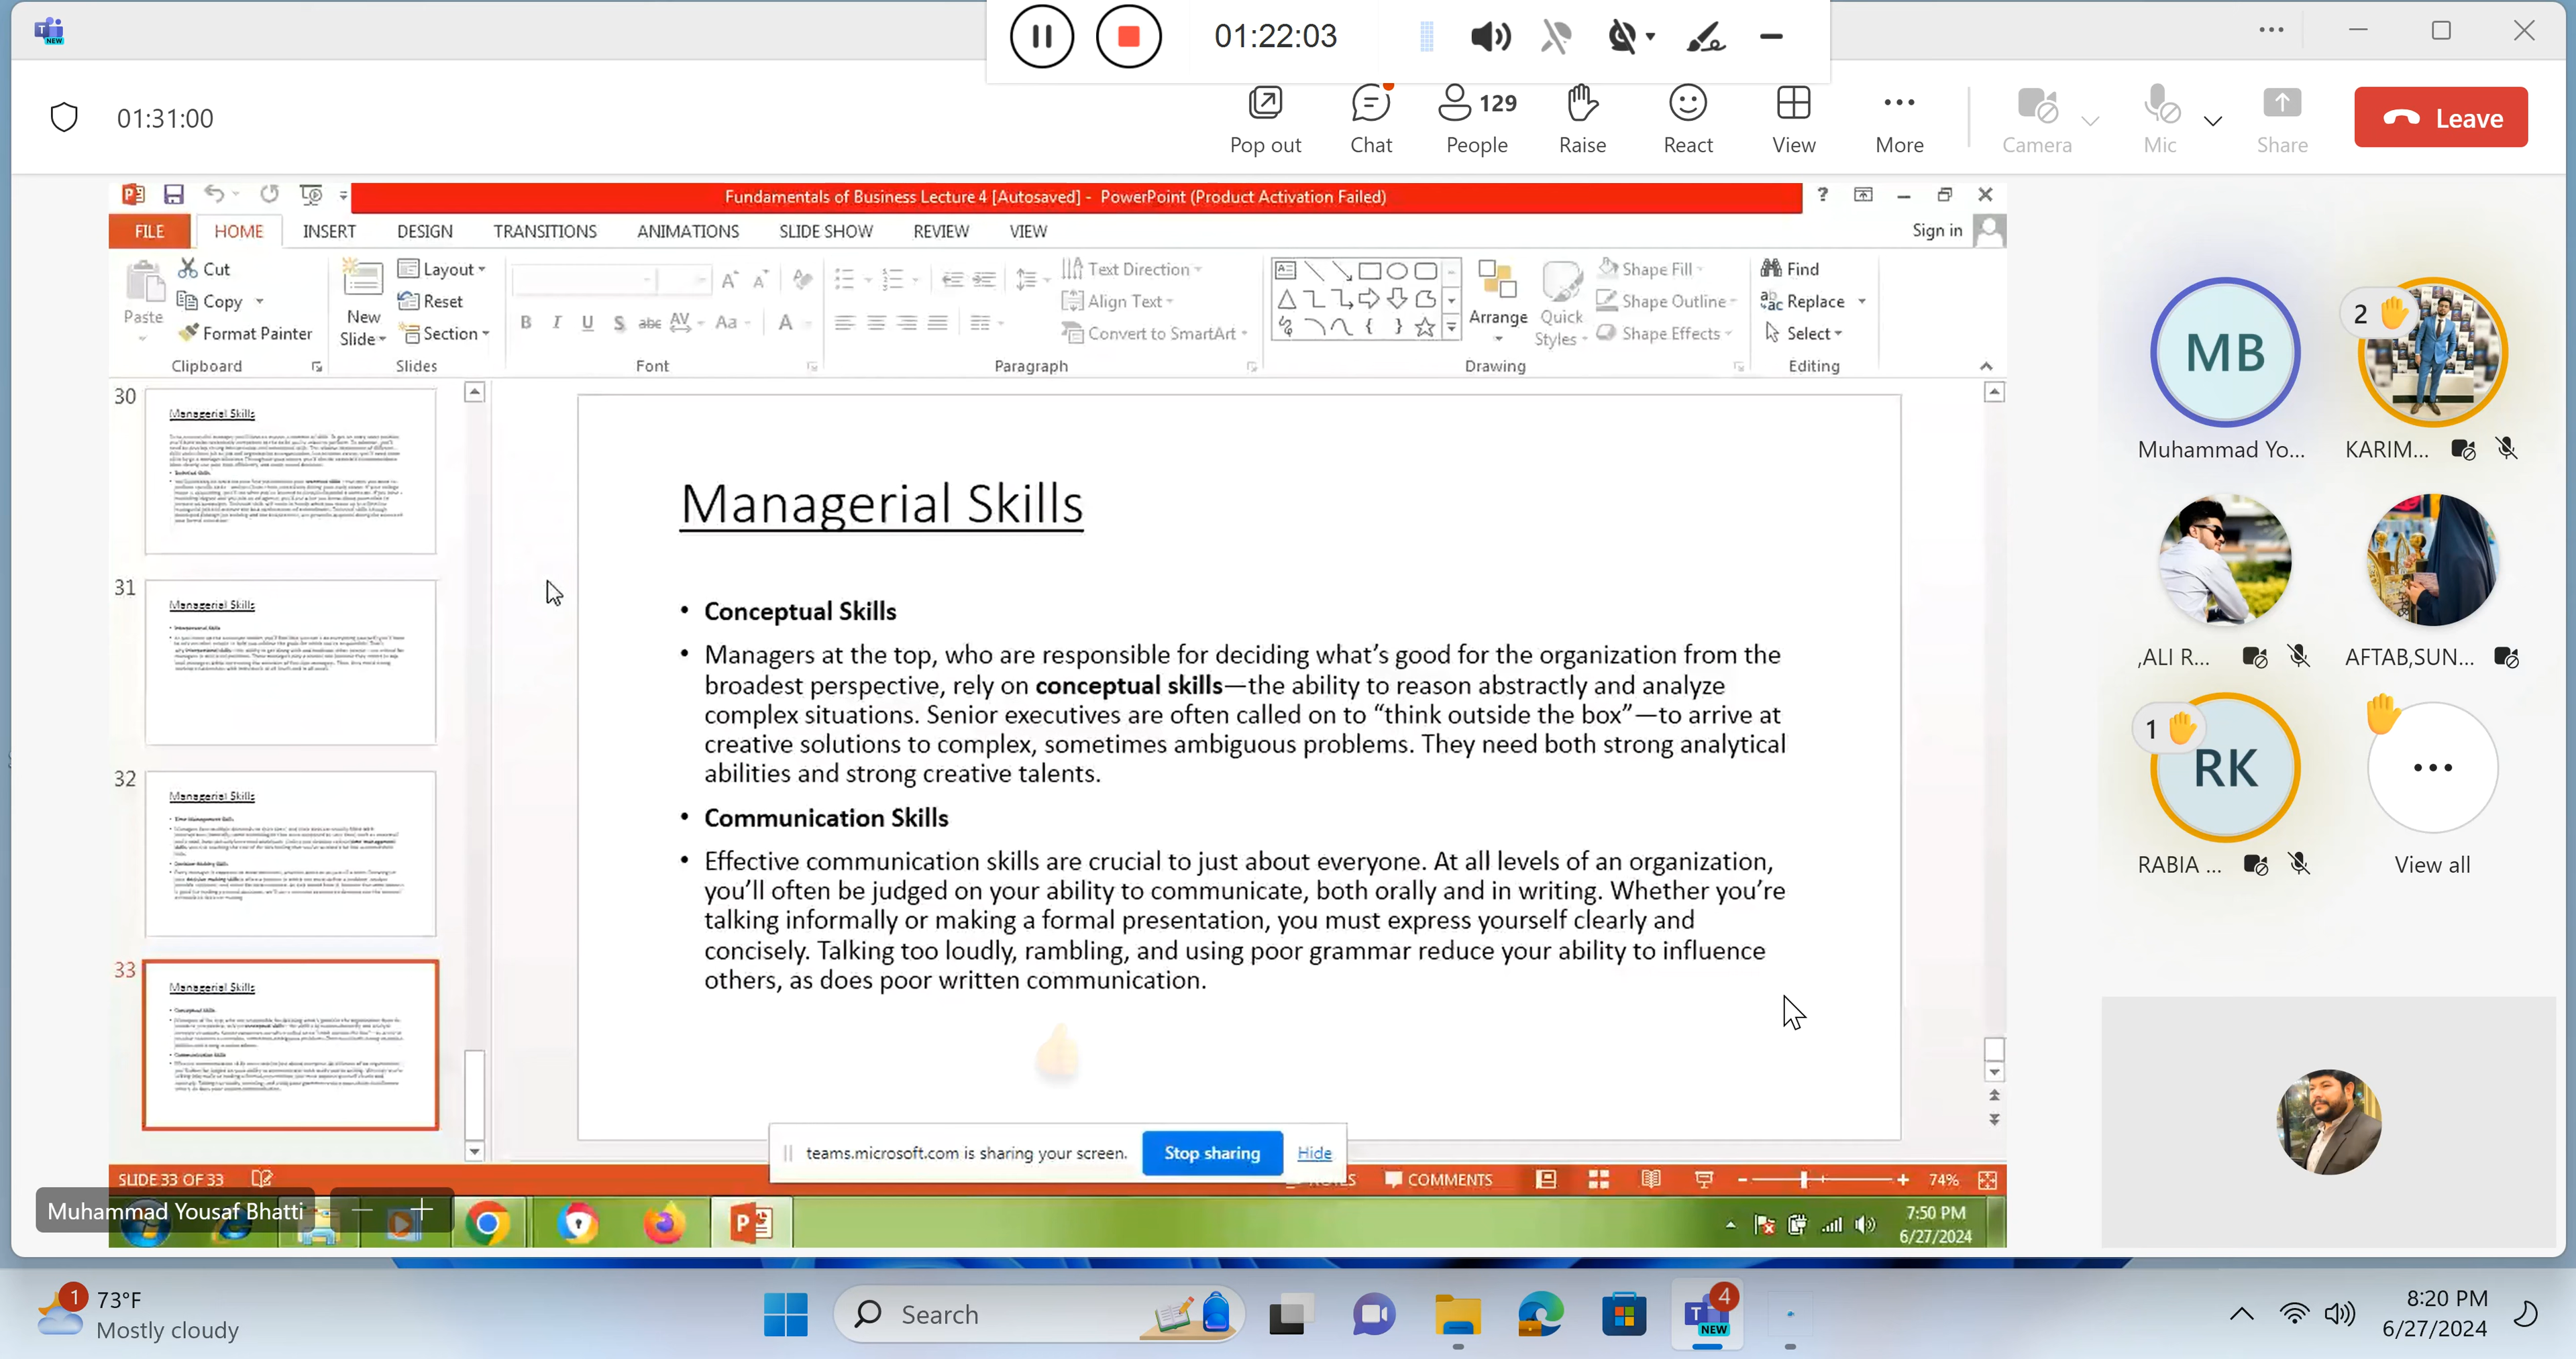 01:22:03
01:31:00
Pop out
Chat
129
People
Raise
React
View
More
Camera
Mic
Share
Leave
Fundamentals of Business Lecture 4 [Autosaved] - PowerPoint (Product Activation Failed)
FILE HOME INSERT DESIGN TRANSITIONS ANIMATIONS SLIDE SHOW REVIEW VIEW
Sign in
Paste
Cut
Copy
Format Painter
Clipboard
New
Slide
Layout
Reset
Section
Slides
Font
Text Direction
Align Text
Convert to SmartArt
Paragraph
Arrange
Quick
Styles
Shape Fill
Shape Outline
Shape Effects
Drawing
Find
Replace
Select
Editing
30
Managerial Skills
31
Managerial Skills
32
Managerial Skills
33
Managerial Skills
Managerial Skills
• Conceptual Skills
• Managers at the top, who are responsible for deciding what's good for the organization from the
broadest perspective, rely on conceptual skills—the ability to reason abstractly and analyze
complex situations. Senior executives are often called on to “think outside the box”—to arrive at
creative solutions to complex, sometimes ambiguous problems. They need both strong analytical
abilities and strong creative talents.
• Communication Skills
• Effective communication skills are crucial to just about everyone. At all levels of an organization,
you'll often be judged on your ability to communicate, both orally and in writing. Whether you're
talking informally or making a formal presentation, you must express yourself clearly and
concisely. Talking too loudly, rambling, and using poor grammar reduce your ability to influence
others, as does poor written communication.
MB
Muhammad Yo...
2
KARIM...
,ALI R...
AFTAB,SUN...
1
RK
RABIA ...
View all
teams.microsoft.com is sharing your screen.
Stop sharing
Hide
SLIDE 33 OF 33
COMMENTS
74%
Muhammad Yousaf Bhatti
7:50 PM
6/27/2024
1
73°F
Mostly cloudy
Search
4
NEW
8:20 PM
6/27/2024